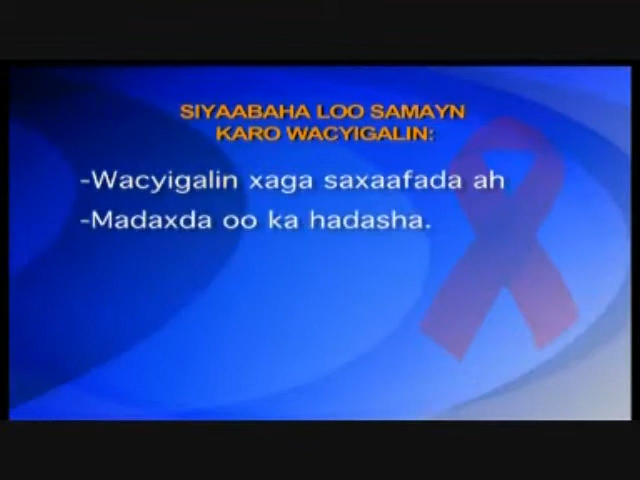 SIYAABAHA LOO SAMAYN
KARO WACYIGALIN:
-Wacyigalin xaga saxaafada ah
-Madaxda oo ka hadasha.